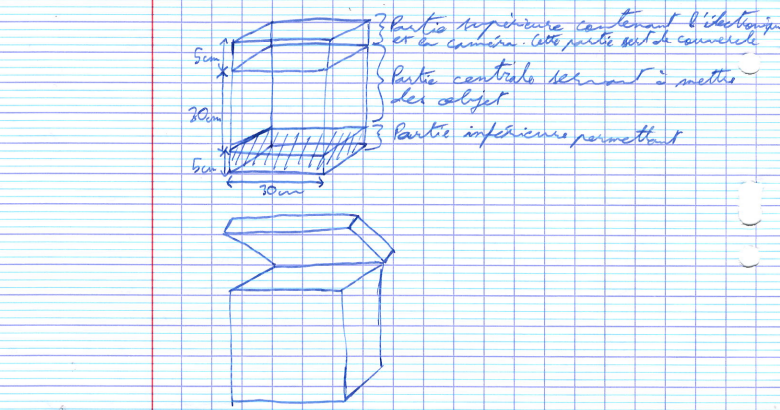 Partie supérieure contenant l'électronique
et la caméra. Cette partie sert de couvercle
5cm
Partie centrale servant à mettre
des objet
30cm
Partie inférieure permettant
5cm
30cm